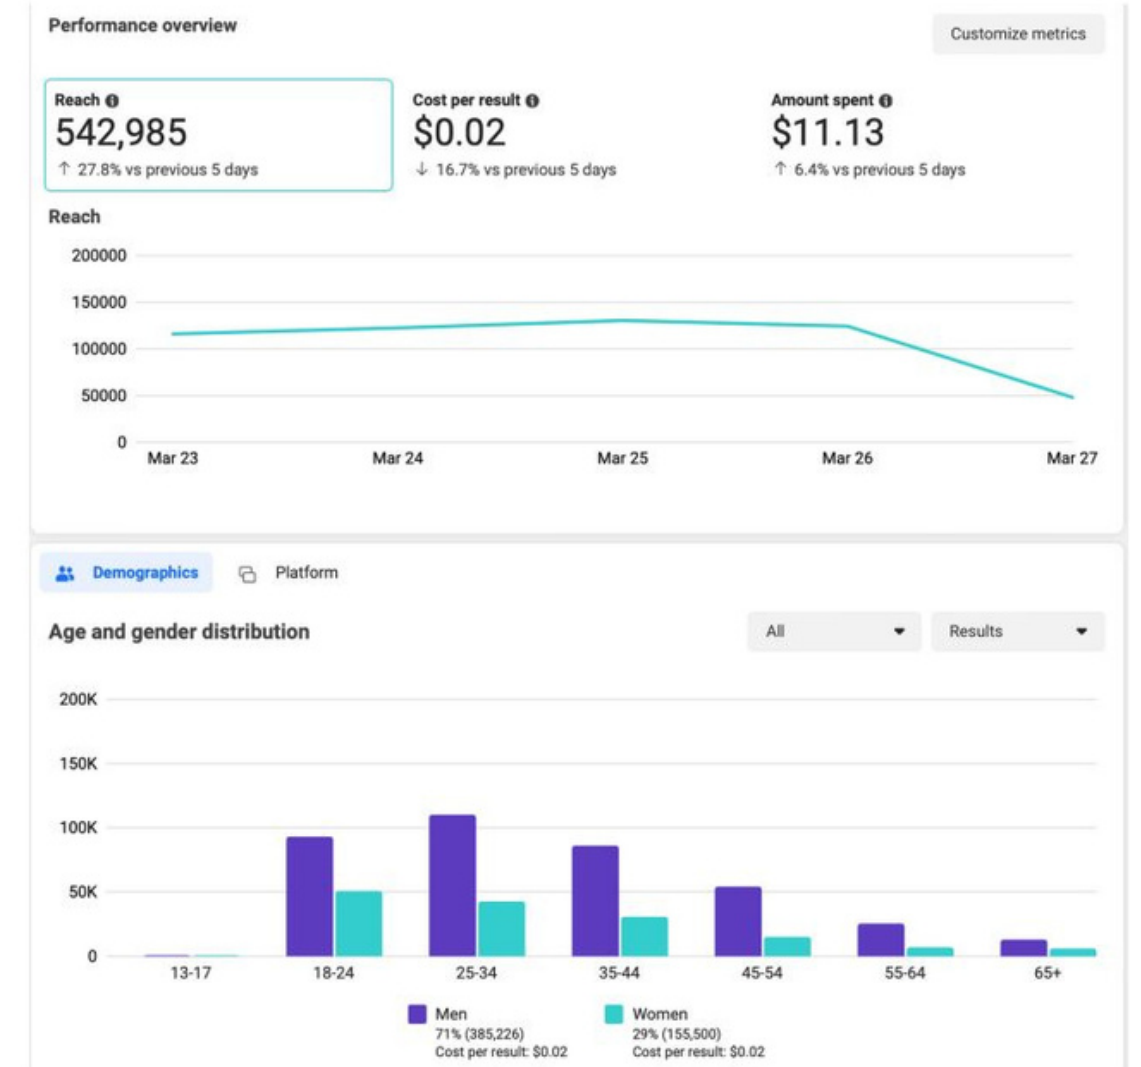 Performance overview
Customize metrics
Reach
542,985
↑ 27.8% vs previous 5 days
Cost per result
$0.02
↓ 16.7% vs previous 5 days
Amount spent
$11.13
↑ 6.4% vs previous 5 days
Reach
200000
150000
100000
50000
0
Mar 23 Mar 24 Mar 25 Mar 26 Mar 27
Demographics Platform
Age and gender distribution
All Results
200K
150K
100K
50K
0
13-17 18-24 25-34 35-44 45-54 55-64 65+
Men
71% (385,226)
Cost per result: $0.02
Women
29% (155,500)
Cost per result: $0.02